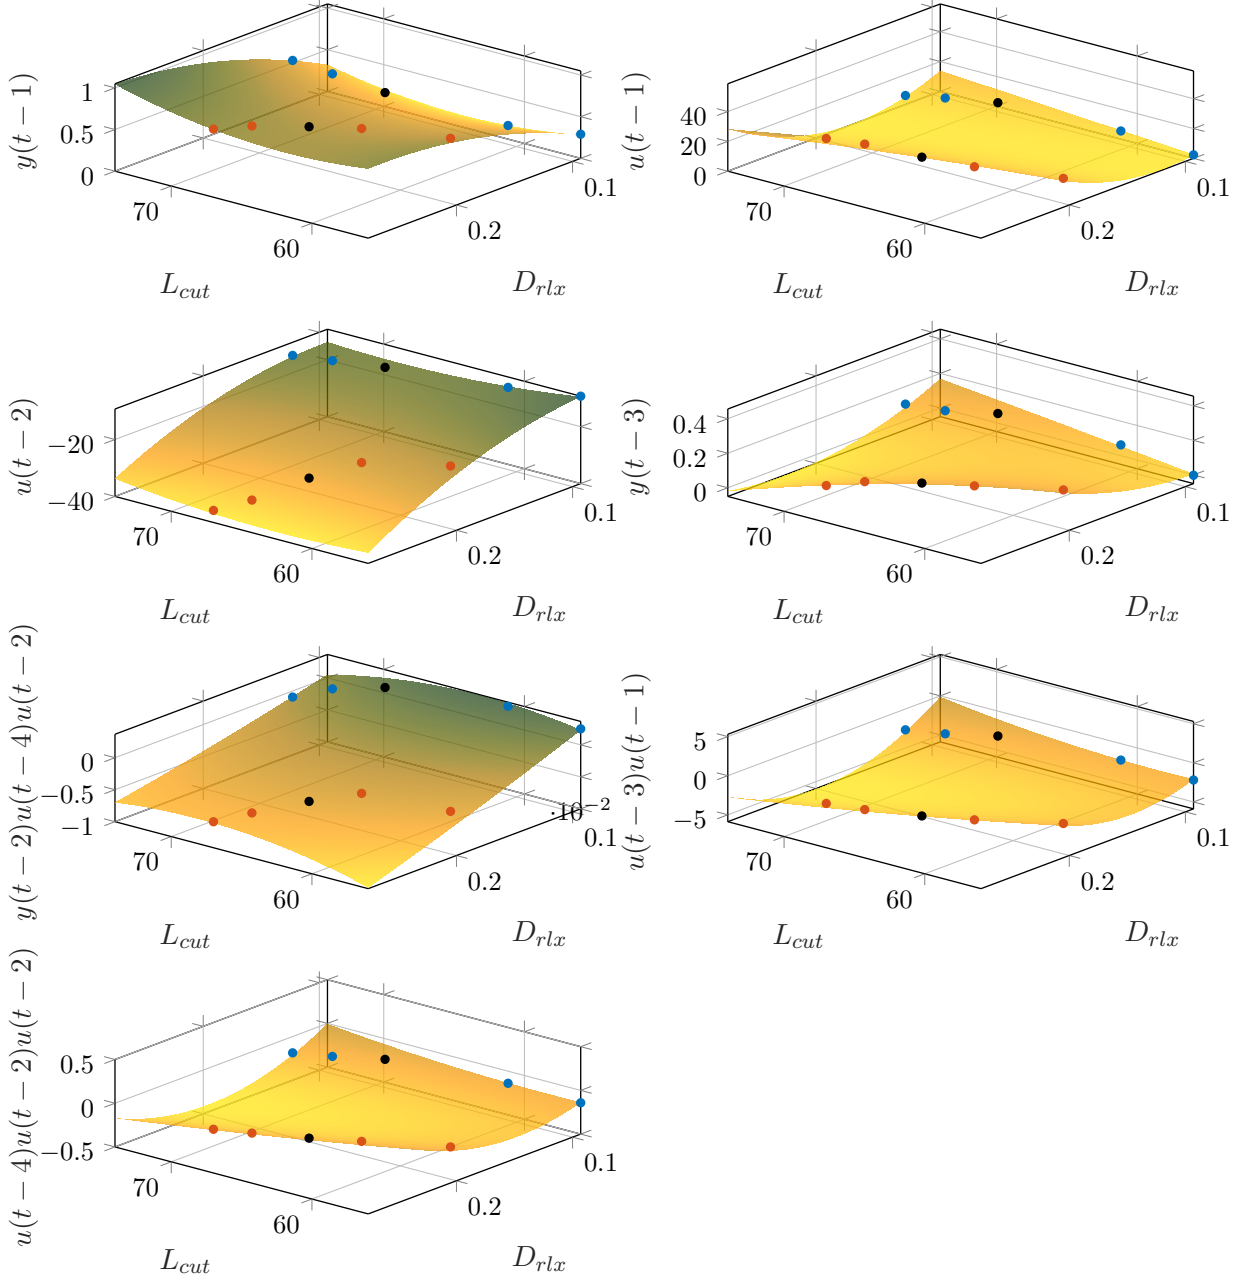 y(t − 1)
1
0.5
0
70
60
0.2
0.1
L_cut
D_rlx
u(t − 1)
40
20
0
70
60
0.2
0.1
L_cut
D_rlx
u(t − 2)
−20
−40
70
60
0.2
0.1
L_cut
D_rlx
y(t − 3)
0.4
0.2
0
70
60
0.2
0.1
L_cut
D_rlx
y(t − 2)u(t − 4)u(t − 2)
0
−0.5
−1
70
60
0.2
0.1
L_cut
D_rlx
u(t − 3)u(t − 1)
·10⁻²
5
0
−5
70
60
0.2
0.1
L_cut
D_rlx
u(t − 4)u(t − 2)u(t − 2)
0.5
0
−0.5
70
60
0.2
0.1
L_cut
D_rlx